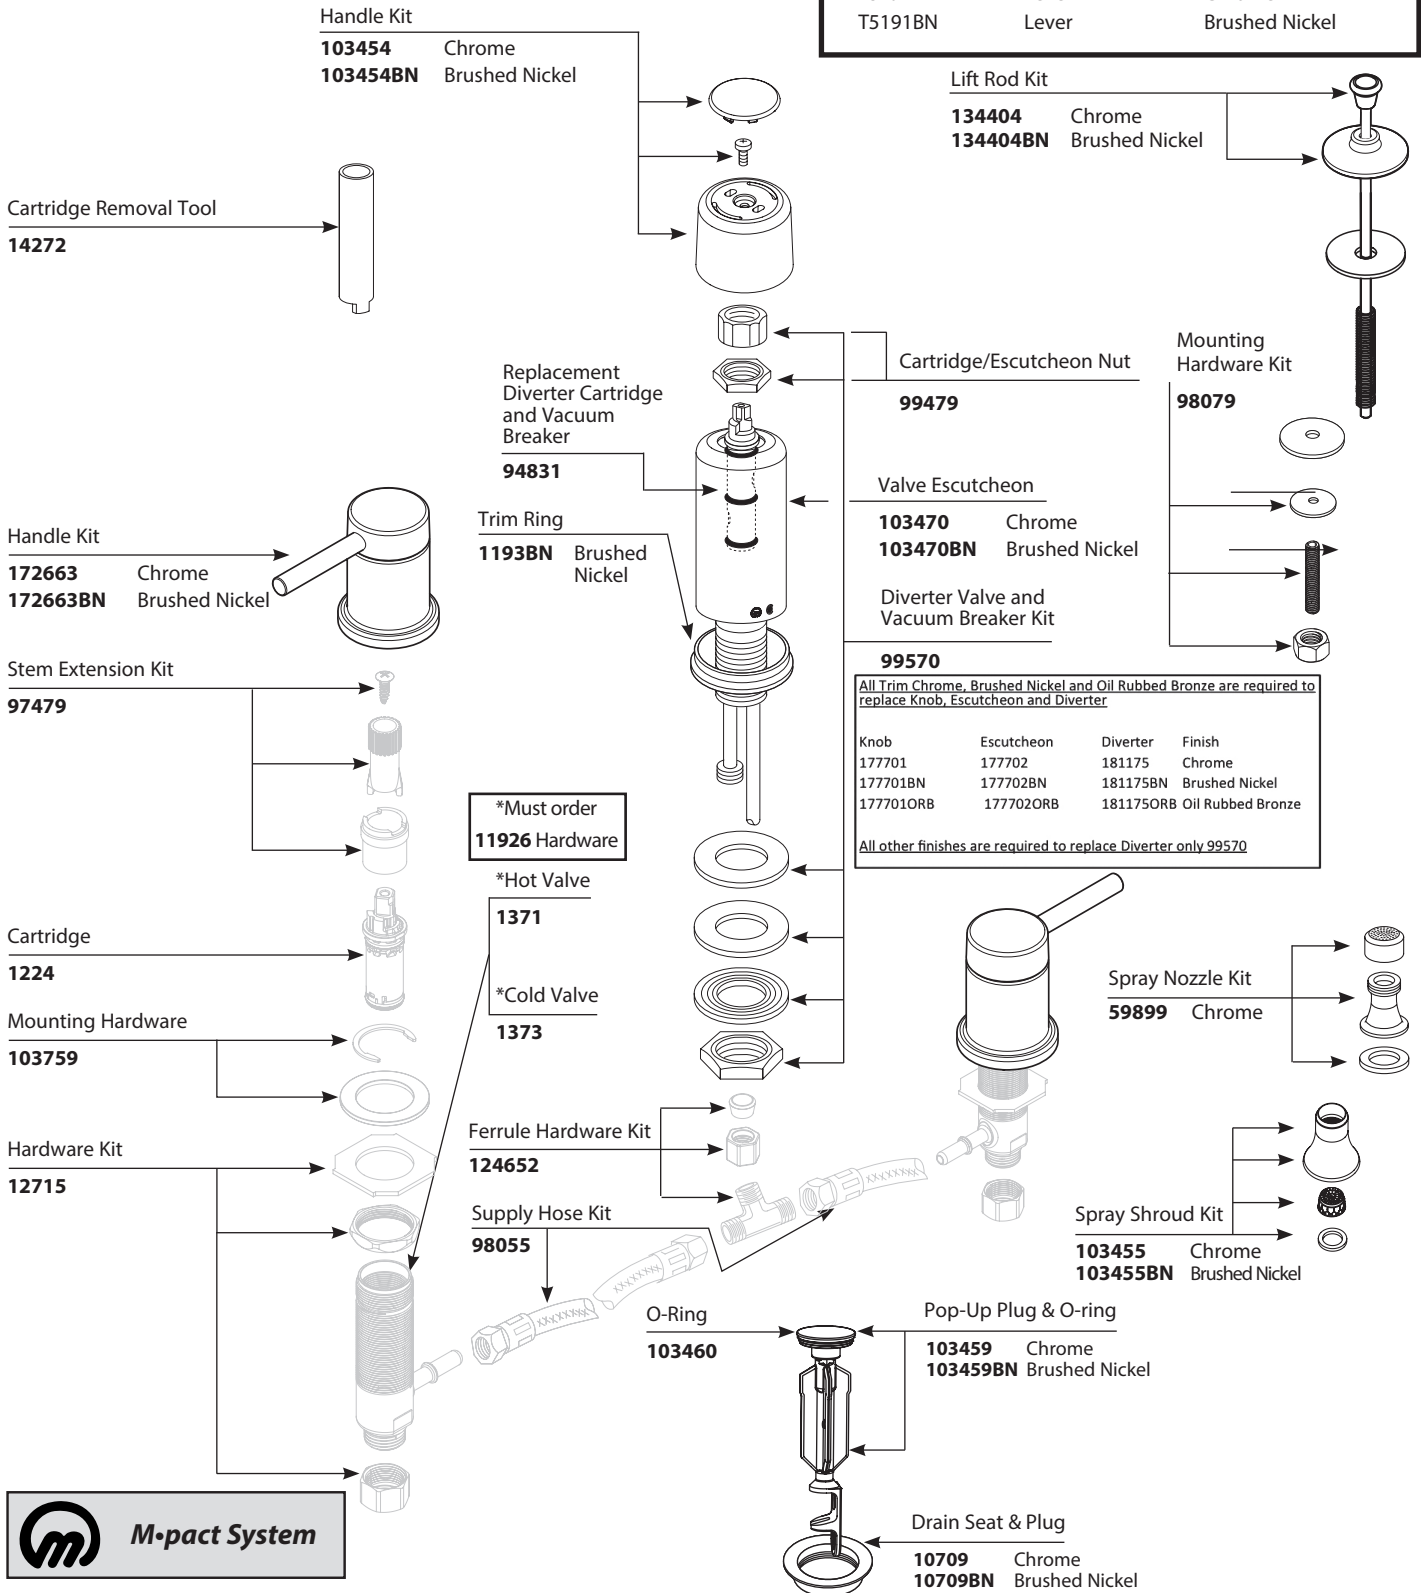 T5191BN Lever Brushed Nickel
Handle Kit
103454 Chrome
103454BN Brushed Nickel
Lift Rod Kit
134404 Chrome
134404BN Brushed Nickel
Cartridge Removal Tool
14272
Cartridge/Escutcheon Nut
99479
Mounting
Hardware Kit
98079
Replacement
Diverter Cartridge
and Vacuum
Breaker
94831
Valve Escutcheon
103470 Chrome
103470BN Brushed Nickel
Trim Ring
1193BN Brushed
Nickel
Handle Kit
172663 Chrome
172663BN Brushed Nickel
Diverter Valve and
Vacuum Breaker Kit
99570
Stem Extension Kit
97479
All Trim Chrome, Brushed Nickel and Oil Rubbed Bronze are required to
replace Knob, Escutcheon and Diverter
Knob Escutcheon Diverter Finish
177701 177702 181175 Chrome
177701BN 177702BN 181175BN Brushed Nickel
177701ORB 177702ORB 181175ORB Oil Rubbed Bronze
All other finishes are required to replace Diverter only 99570
*Must order
11926 Hardware
*Hot Valve
1371
*Cold Valve
1373
Cartridge
1224
Mounting Hardware
103759
Hardware Kit
12715
Spray Nozzle Kit
59899 Chrome
Ferrule Hardware Kit
124652
Supply Hose Kit
98055
Spray Shroud Kit
103455 Chrome
103455BN Brushed Nickel
O-Ring
103460
Pop-Up Plug & O-ring
103459 Chrome
103459BN Brushed Nickel
Drain Seat & Plug
10709 Chrome
10709BN Brushed Nickel
m
M•pact System